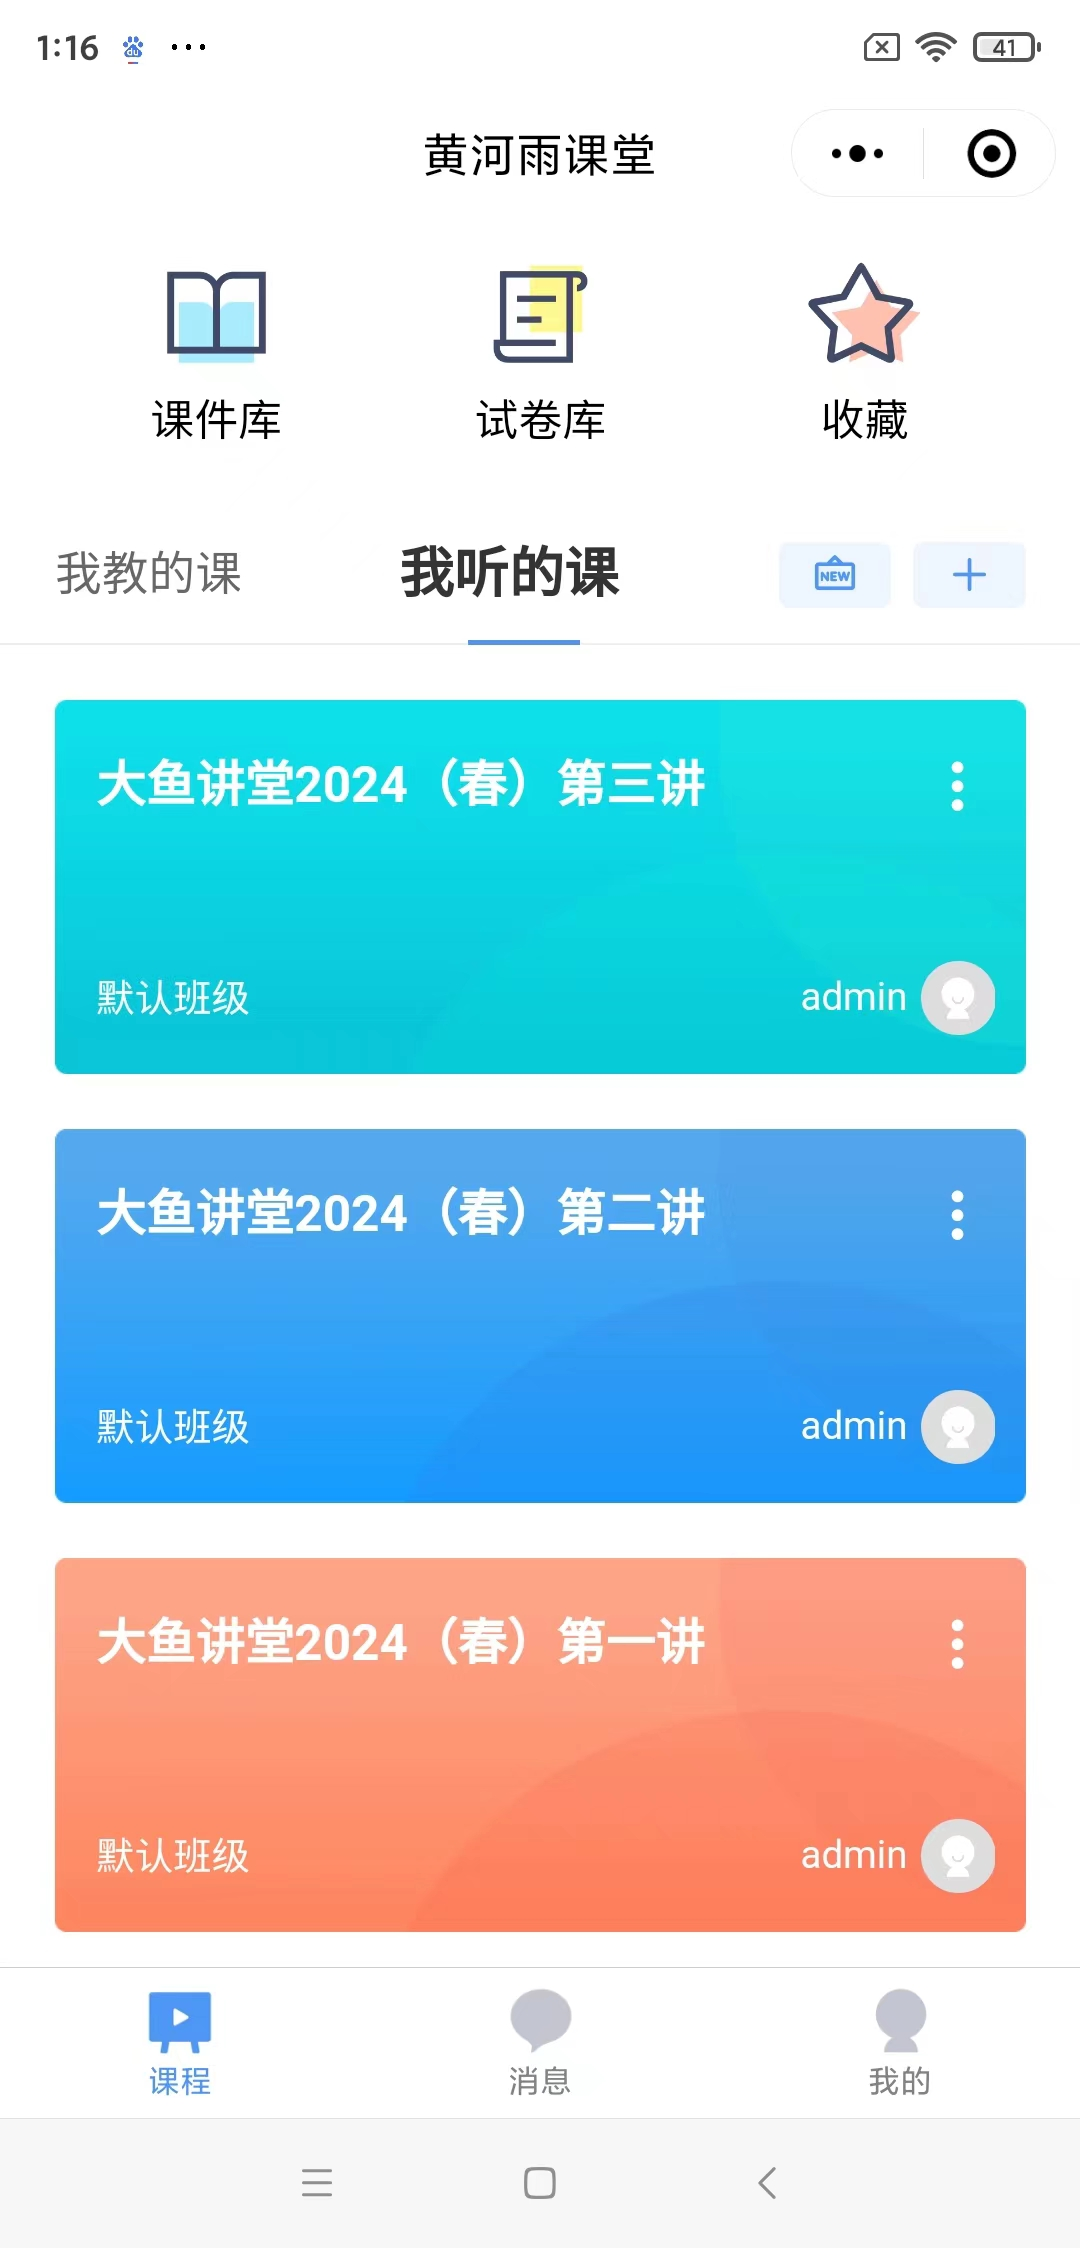 1:16
du
41
黄河雨课堂
课件库
试卷库
收藏
我教的课
我听的课
NEW
大鱼讲堂2024（春）第三讲
默认班级
admin
大鱼讲堂2024（春）第二讲
默认班级
admin
大鱼讲堂2024（春）第一讲
默认班级
admin
课程
消息
我的